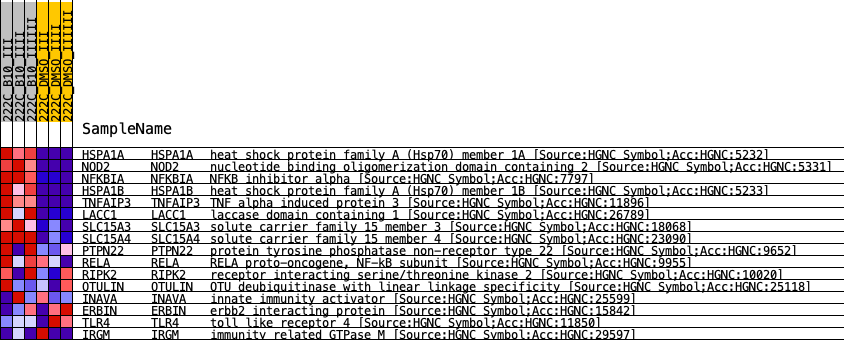 222C_B10_III
222C_B10_IIII
222C_B10_IIIIII
222C_DMSO_III
222C_DMSO_IIII
222C_DMSO_IIIIII
SampleName
HSPA1A HSPA1A heat shock protein family A (Hsp70) member 1A [Source:HGNC Symbol;Acc:HGNC:5232]
NOD2 NOD2 nucleotide binding oligomerization domain containing 2 [Source:HGNC Symbol;Acc:HGNC:5331]
NFKBIA NFKBIA NFKB inhibitor alpha [Source:HGNC Symbol;Acc:HGNC:7797]
HSPA1B HSPA1B heat shock protein family A (Hsp70) member 1B [Source:HGNC Symbol;Acc:HGNC:5233]
TNFAIP3 TNFAIP3 TNF alpha induced protein 3 [Source:HGNC Symbol;Acc:HGNC:11896]
LACC1 LACC1 laccase domain containing 1 [Source:HGNC Symbol;Acc:HGNC:26789]
SLC15A3 SLC15A3 solute carrier family 15 member 3 [Source:HGNC Symbol;Acc:HGNC:18068]
SLC15A4 SLC15A4 solute carrier family 15 member 4 [Source:HGNC Symbol;Acc:HGNC:23090]
PTPN22 PTPN22 protein tyrosine phosphatase non-receptor type 22 [Source:HGNC Symbol;Acc:HGNC:9652]
RELA RELA RELA proto-oncogene, NF-kB subunit [Source:HGNC Symbol;Acc:HGNC:9955]
RIPK2 RIPK2 receptor interacting serine/threonine kinase 2 [Source:HGNC Symbol;Acc:HGNC:10020]
OTULIN OTULIN OTU deubiquitinase with linear linkage specificity [Source:HGNC Symbol;Acc:HGNC:25118]
INAVA INAVA innate immunity activator [Source:HGNC Symbol;Acc:HGNC:25599]
ERBIN ERBIN erbb2 interacting protein [Source:HGNC Symbol;Acc:HGNC:15842]
TLR4 TLR4 toll like receptor 4 [Source:HGNC Symbol;Acc:HGNC:11850]
IRGM IRGM immunity related GTPase M [Source:HGNC Symbol;Acc:HGNC:29597]